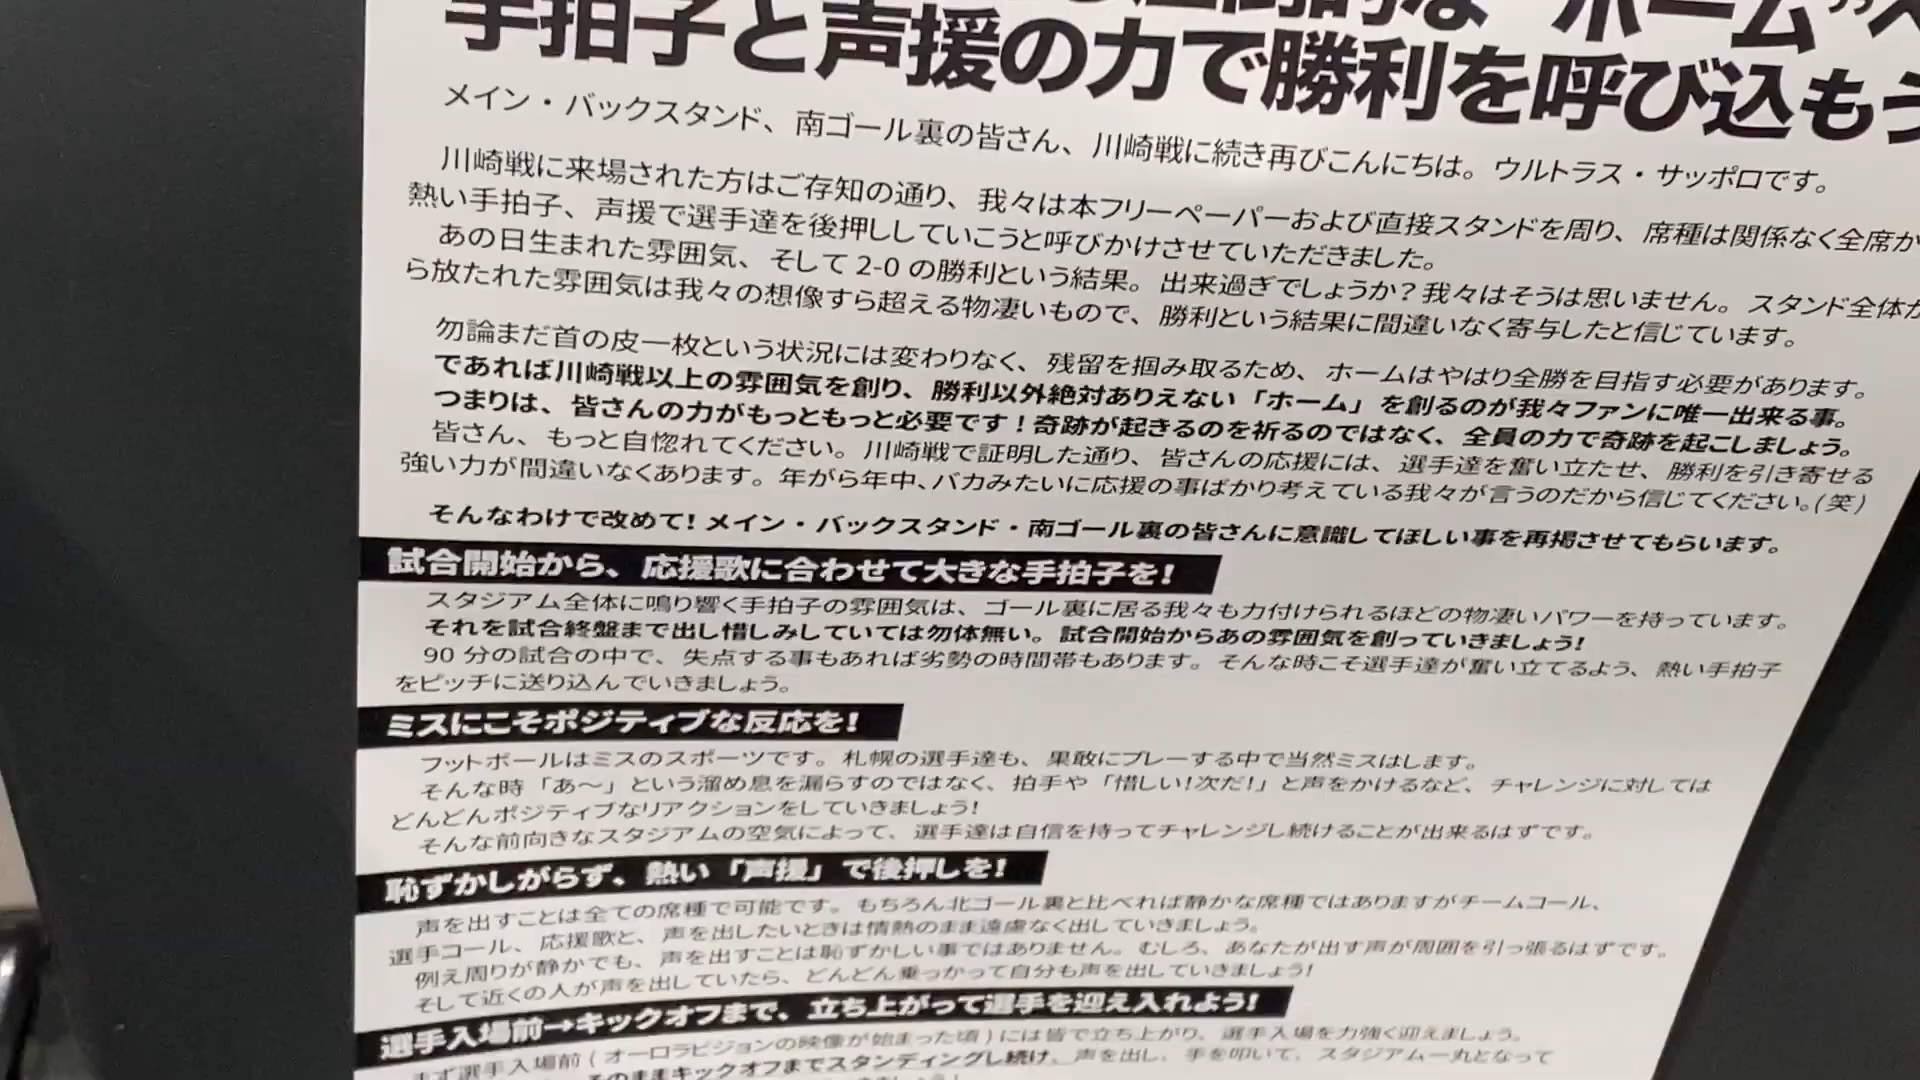 な “ホーム”へ
手拍子と声援の力で勝利を呼び込もう
メイン・バックスタンド、南ゴール裏の皆さん、川崎戦に続き再びこんにちは。ウルトラス・サッポロです。
川崎戦に来場された方はご存知の通り、我々は本フリーペーパーおよび直接スタンドを周り、席種は関係なく全席か
熱い手拍子、声援で選手達を後押ししていこうと呼びかけさせていただきました。
あの日生まれた雰囲気、そして 2-0 の勝利という結果。出来過ぎでしょうか？我々はそうは思いません。スタンド全体か
ら放たれた雰囲気は我々の想像すら超える物凄いもので、勝利という結果に間違いなく寄与したと信じています。
勿論まだ首の皮一枚という状況には変わりなく、残留を掴み取るため、ホームはやはり全勝を目指す必要があります。
であれば川崎戦以上の雰囲気を創り、勝利以外絶対ありえない「ホーム」を創るのが我々ファンに唯一出来る事。
つまりは、皆さんの力がもっともっと必要です！奇跡が起きるのを祈るのではなく、全員の力で奇跡を起こしましょう。
皆さん、もっと自惚れてください。川崎戦で証明した通り、皆さんの応援には、選手達を奮い立たせ、勝利を引き寄せる
強い力が間違いなくあります。年がら年中、バカみたいに応援の事ばかり考えている我々が言うのだから信じてください。（笑）
そんなわけで改めて！メイン・バックスタンド・南ゴール裏の皆さんに意識してほしい事を再掲させてもらいます。
試合開始から、応援歌に合わせて大きな手拍子を！
スタジアム全体に鳴り響く手拍子の雰囲気は、ゴール裏に居る我々も力付けられるほどの物凄いパワーを持っています。
それを試合終盤まで出し惜しみしていては勿体無い。試合開始からあの雰囲気を創っていきましょう！
90 分の試合の中で、失点する事もあれば劣勢の時間帯もあります。そんな時こそ選手達が奮い立てるよう、熱い手拍子
をピッチに送り込んでいきましょう。
ミスにこそポジティブな反応を！
フットボールはミスのスポーツです。札幌の選手達も、果敢にプレーする中で当然ミスはします。
そんな時「あ～」という溜め息を漏らすのではなく、拍手や「惜しい！次だ！」と声をかけるなど、チャレンジに対しては
どんどんポジティブなリアクションをしていきましょう！
そんな前向きなスタジアムの空気によって、選手達は自信を持ってチャレンジし続けることが出来るはずです。
恥ずかしがらず、熱い「声援」で後押しを！
声を出すことは全ての席種で可能です。もちろん北ゴール裏と比べれば静かな席種ではありますがチームコール、
選手コール、応援歌と、声を出したいときは情熱のまま遠慮なく出していきましょう。
例え周りが静かでも、声を出すことは恥ずかしい事ではありません。むしろ、あなたが出す声が周囲を引っ張るはずです。
そして近くの人が声を出していたら、どんどん乗っかって自分も声を出していきましょう！
選手入場前→キックオフまで、立ち上がって選手を迎え入れよう！
まず選手入場前（オーロラビジョンの映像が始まった頃）には皆で立ち上がり、選手入場を力強く迎えましょう。
そのままキックオフまでスタンディングし続け、声を出し、手を叩いて、スタジアム一丸となって